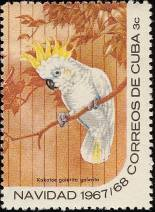 CORREOS DE CUBA 3c
Kakatoe galerita galerita
NAVIDAD 1967/68